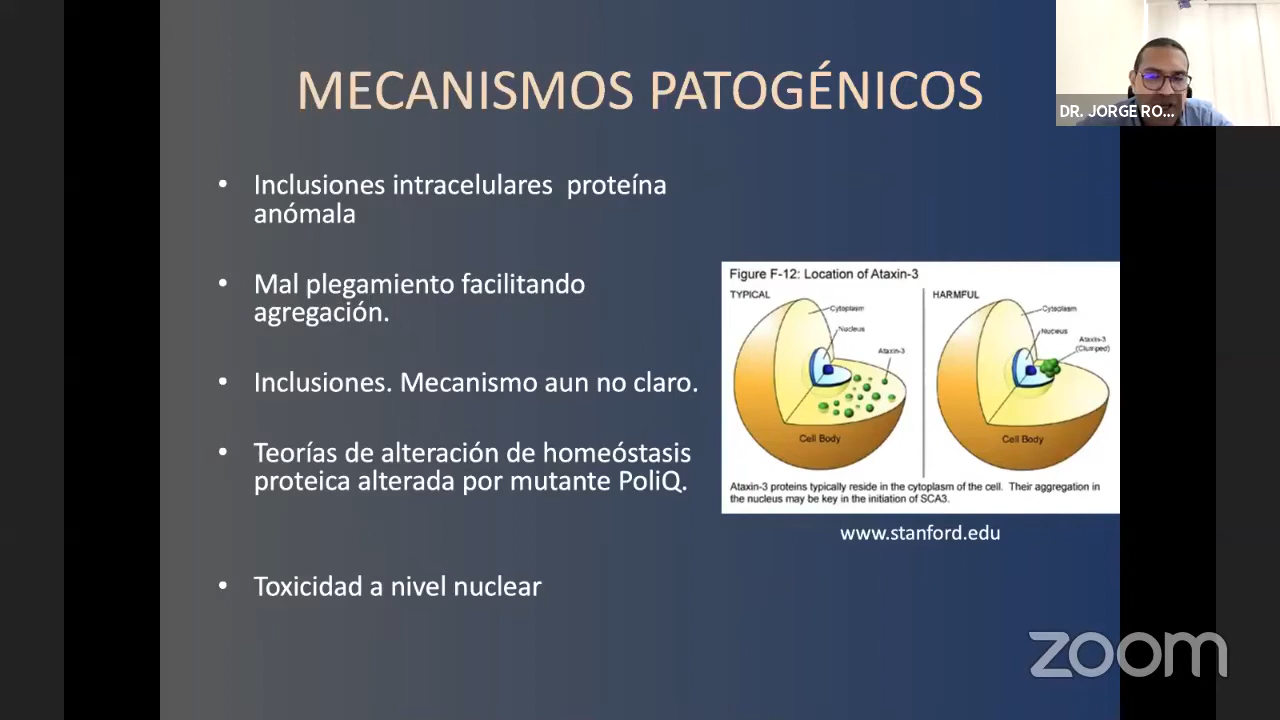 MECANISMOS PATOGÉNICOS
DR. JORGE RO...
• Inclusiones intracelulares proteína
anómala
• Mal plegamiento facilitando
agregación.
• Inclusiones. Mecanismo aun no claro.
• Teorías de alteración de homeóstasis
proteica alterada por mutante PoliQ.
• Toxicidad a nivel nuclear
Figure F-12: Location of Ataxin-3
TYPICAL
Cytoplasm
Nucleus
Ataxin-3
Cell Body
HARMFUL
Cytoplasm
Nucleus
Ataxin-3
(Clumped)
Cell Body
Ataxin-3 proteins typically reside in the cytoplasm of the cell. Their aggregation in
the nucleus may be key in the initiation of SCA3.
www.stanford.edu
zoom